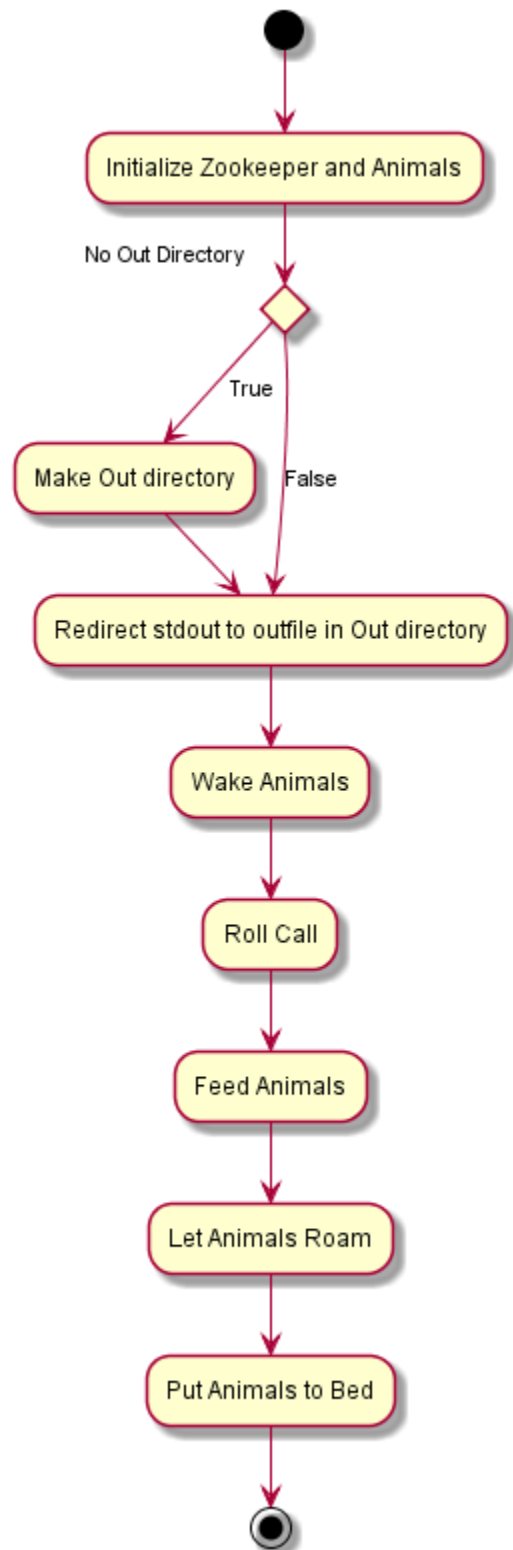 Initialize Zookeeper and Animals
No Out Directory
True
Make Out directory
False
Redirect stdout to outfile in Out directory
Wake Animals
Roll Call
Feed Animals
Let Animals Roam
Put Animals to Bed